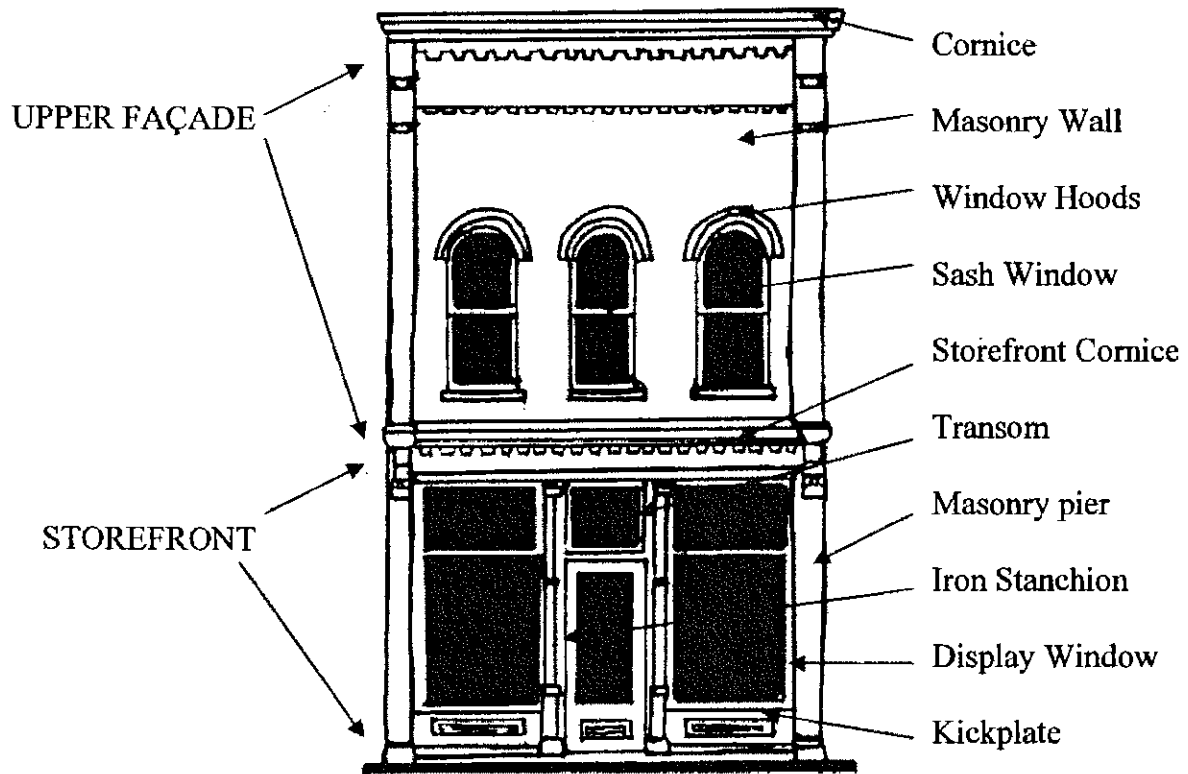 Cornice
UPPER FAÇADE
Masonry Wall
Window Hoods
Sash Window
Storefront Cornice
Transom
Masonry pier
STOREFRONT
Iron Stanchion
Display Window
Kickplate